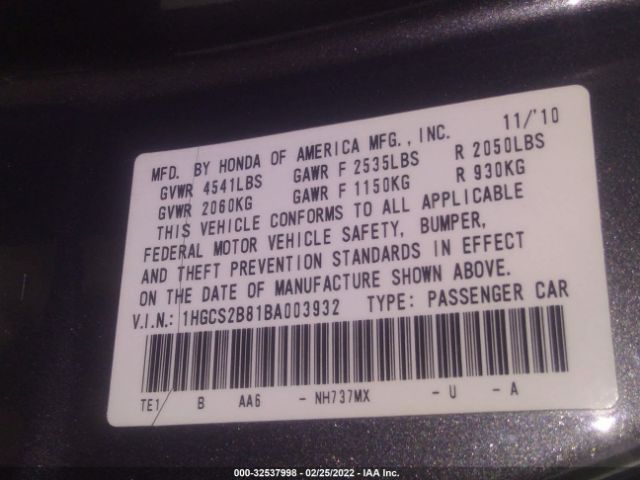 MFD. BY HONDA OF AMERICA MFG., INC. 11/'10
GVWR 4541LBS GAWR F 2535LBS R 2050LBS
GVWR 2060KG GAWR F 1150KG R 930KG
THIS VEHICLE CONFORMS TO ALL APPLICABLE
FEDERAL MOTOR VEHICLE SAFETY, BUMPER,
AND THEFT PREVENTION STANDARDS IN EFFECT
ON THE DATE OF MANUFACTURE SHOWN ABOVE.
V.I.N.: 1HGCS2B81BA003932 TYPE: PASSENGER CAR
TE1 B AA6 - NH737MX - U - A
000-32537998 - 02/25/2022 - IAA Inc.